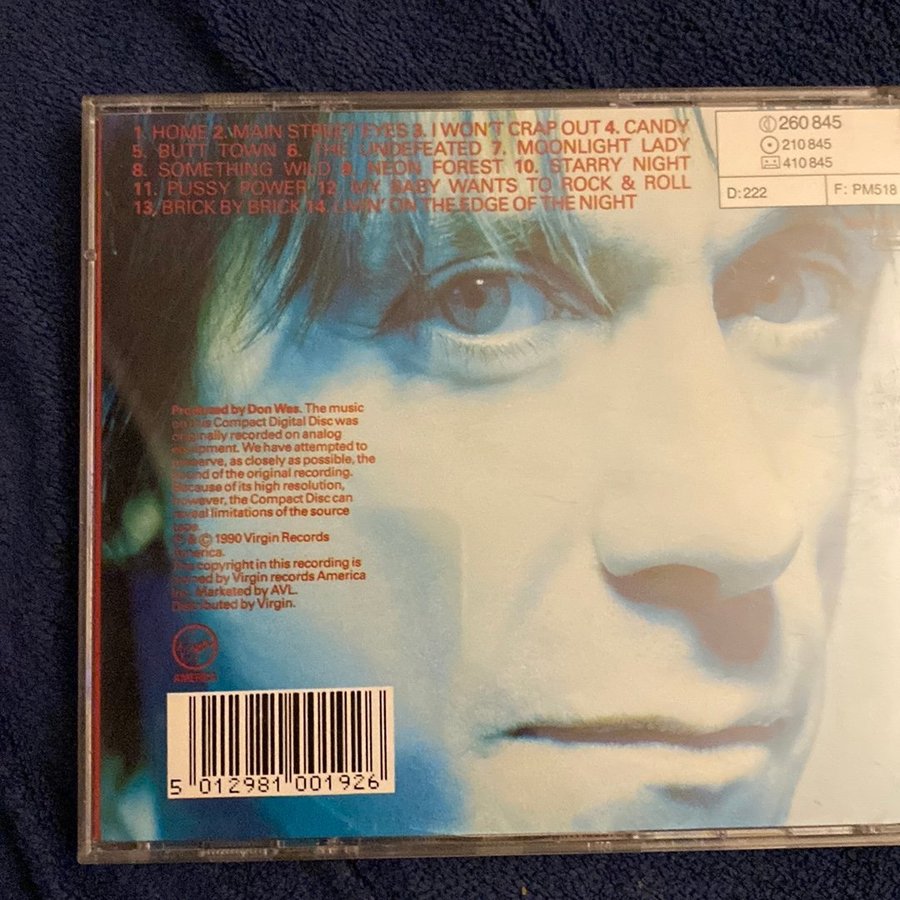 1. HOME 2. MAIN STREET EYES 3. I WON'T CRAP OUT 4. CANDY
5. BUTT TOWN 6. THE UNDEFEATED 7. MOONLIGHT LADY
8. SOMETHING WILD 9. NEON FOREST 10. STARRY NIGHT
11. PUSSY POWER 12. MY BABY WANTS TO ROCK & ROLL
13. BRICK BY BRICK 14. LIVIN' ON THE EDGE OF THE NIGHT
260 845
210 845
410 845
D: 222
F: PM518
Produced by Don Was. The music
on this Compact Digital Disc was
originally recorded on analog
equipment. We have attempted to
preserve, as closely as possible, the
sound of the original recording.
Because of its high resolution,
however, the Compact Disc can
reveal limitations of the source
tape.
℗ & © 1990 Virgin Records
America.
The copyright in this recording is
owned by Virgin records America
Inc. Marketed by AVL.
Distributed by Virgin.
Virgin
AMERICA
5 012981 001926